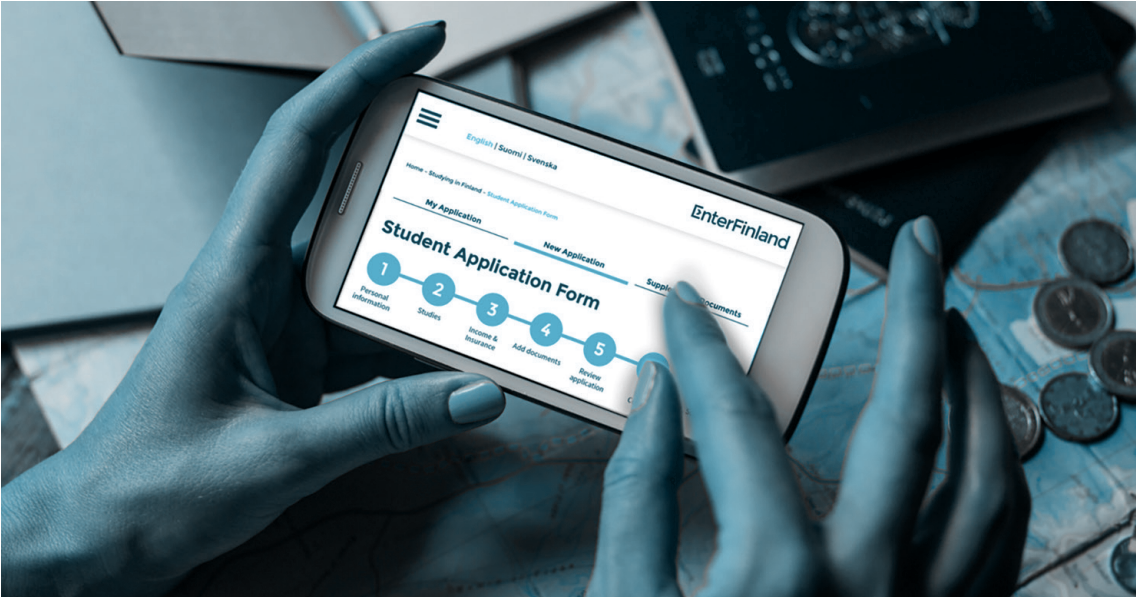 English | Suomi | Svenska
EnterFinland
Home - Studying in Finland - Student Application Form
My Application
New Application
Documents
Student Application Form
1
2
3
4
5
Personal
information
Studies
Income &
Insurance
Add documents
Review
application